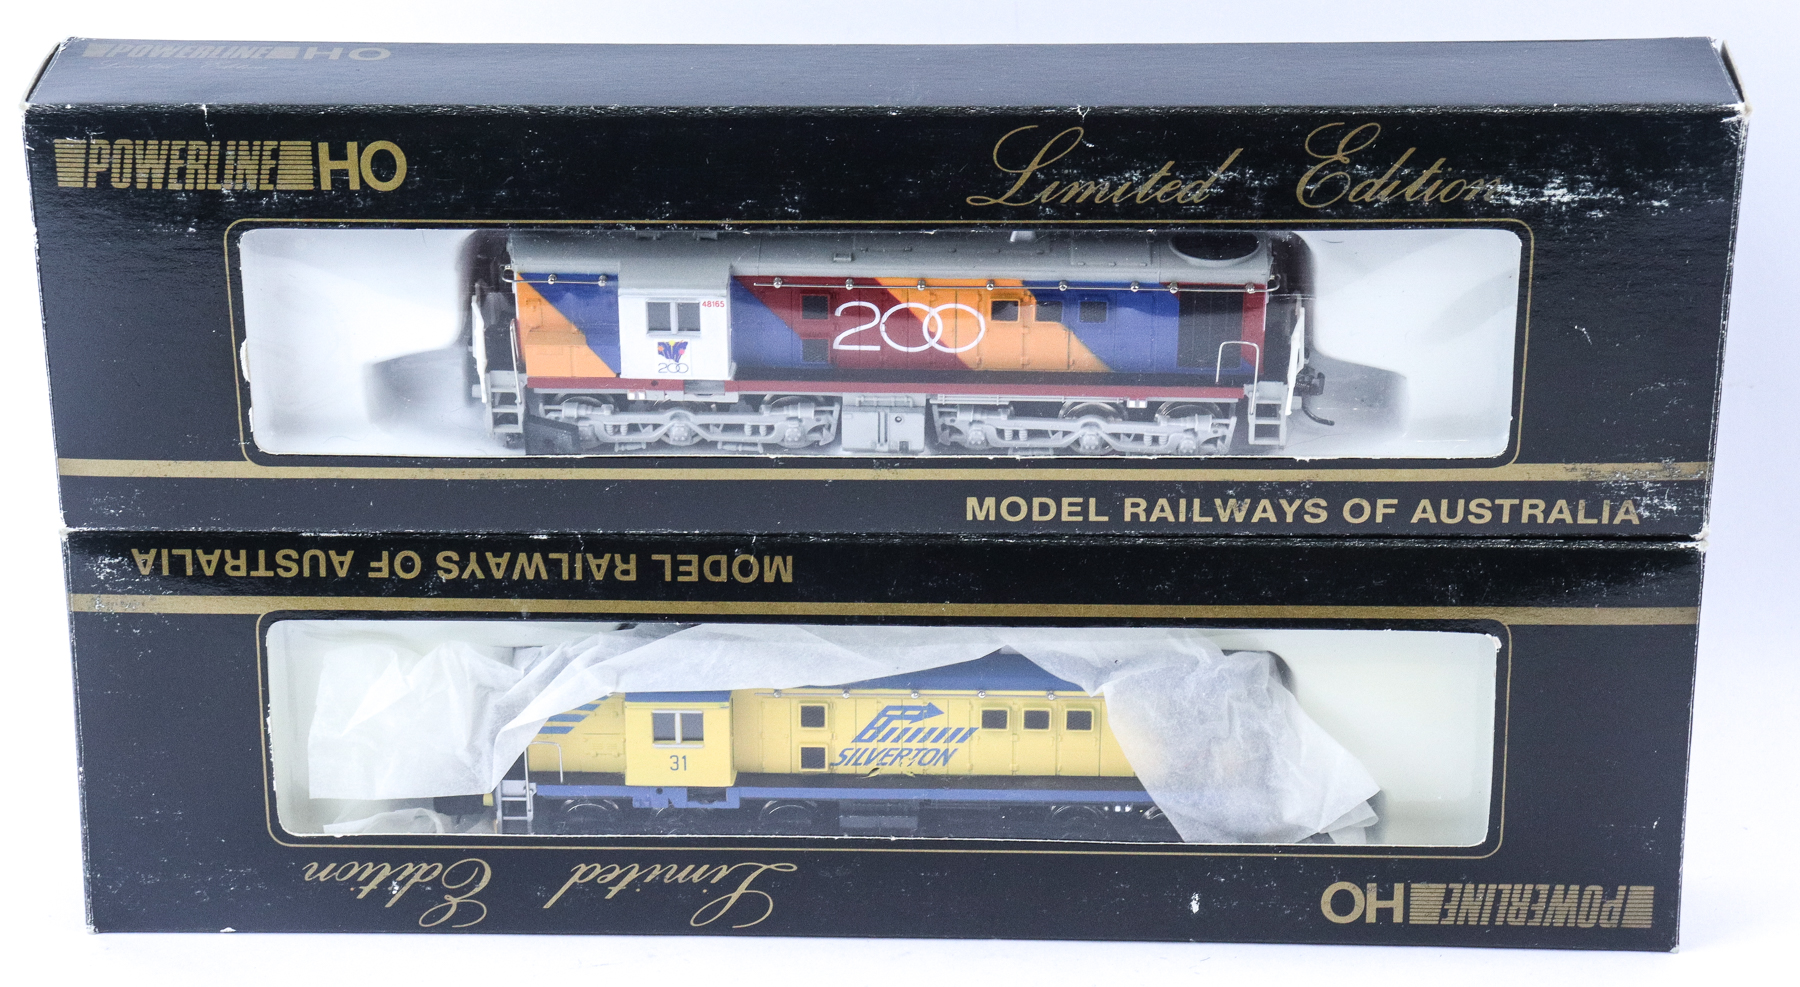 POWERLINE HO
POWERLINE HO
Limited Edition
48165
200
200
MODEL RAILWAYS OF AUSTRALIA
MODEL RAILWAYS OF AUSTRALIA
SILVERTON
31
Limited Edition
POWERLINE HO